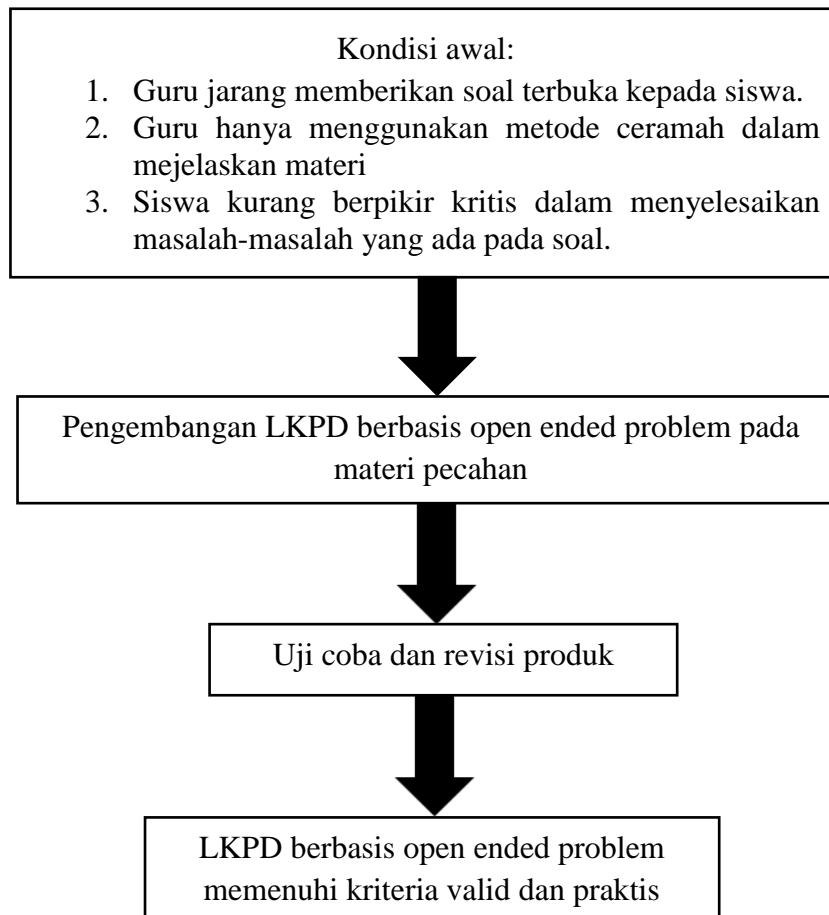 Kondisi awal:
1. Guru jarang memberikan soal terbuka kepada siswa.
2. Guru hanya menggunakan metode ceramah dalam
mejelaskan materi
3. Siswa kurang berpikir kritis dalam menyelesaikan
masalah-masalah yang ada pada soal.
Pengembangan LKPD berbasis open ended problem pada
materi pecahan
Uji coba dan revisi produk
LKPD berbasis open ended problem
memenuhi kriteria valid dan praktis